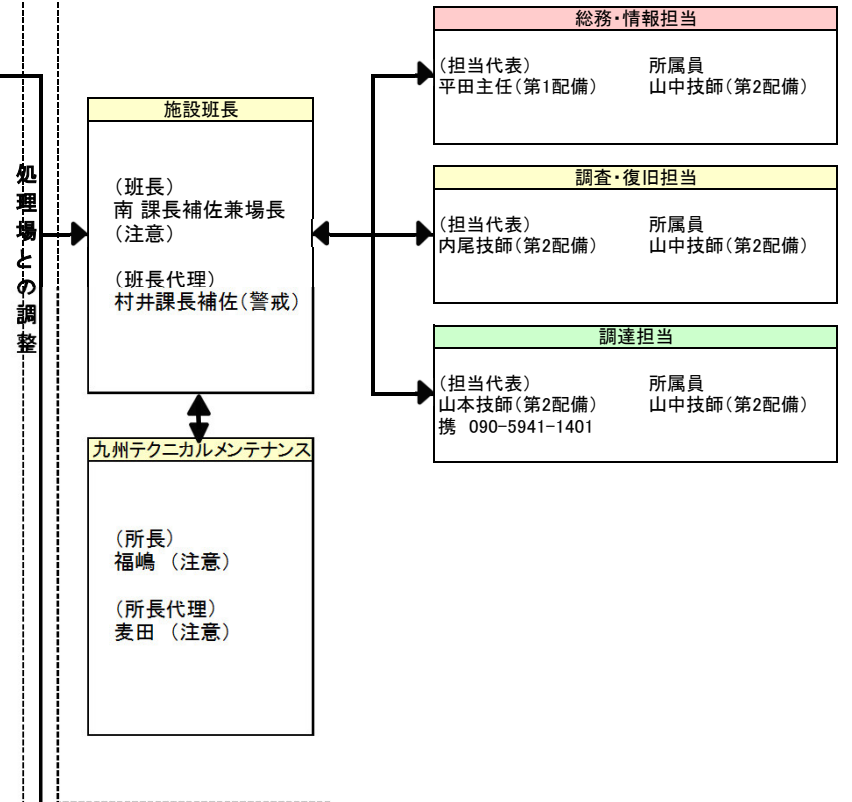 処理場との調整
施設班長
(班長)
南 課長補佐兼場長
(注意)
(班長代理)
村井課長補佐(警戒)
九州テクニカルメンテナンス
(所長)
福嶋 (注意)
(所長代理)
麦田 (注意)
総務・情報担当
(担当代表) 所属員
平田主任(第1配備) 山中技師(第2配備)
調査・復旧担当
(担当代表) 所属員
内尾技師(第2配備) 山中技師(第2配備)
調達担当
(担当代表) 所属員
山本技師(第2配備) 山中技師(第2配備)
携 090-5941-1401